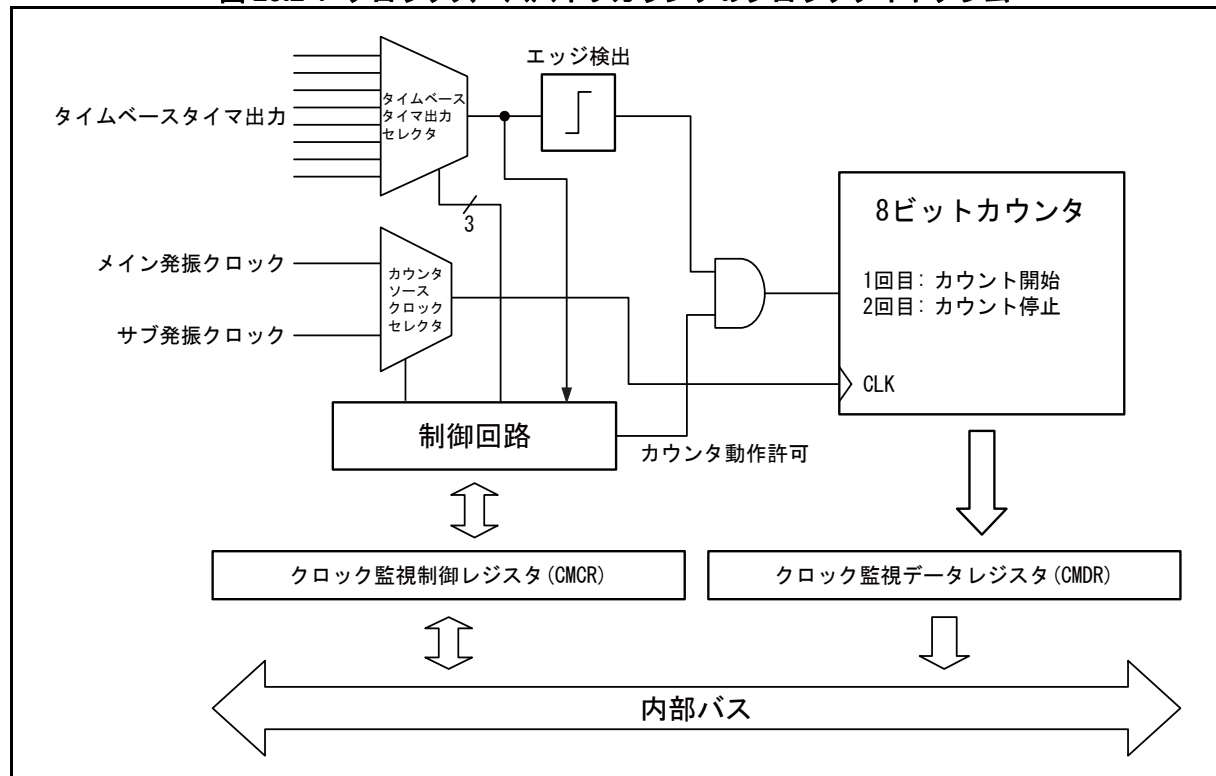 エッジ検出
タイムベースタイマ出力
タイムベース
タイマ出力
セレクタ
3
8ビットカウンタ
1回目: カウント開始
2回目: カウント停止
CLK
メイン発振クロック
サブ発振クロック
カウンタ
ソース
クロック
セレクタ
制御回路
カウンタ動作許可
クロック監視制御レジスタ(CMCR)
クロック監視データレジスタ(CMDR)
内部バス